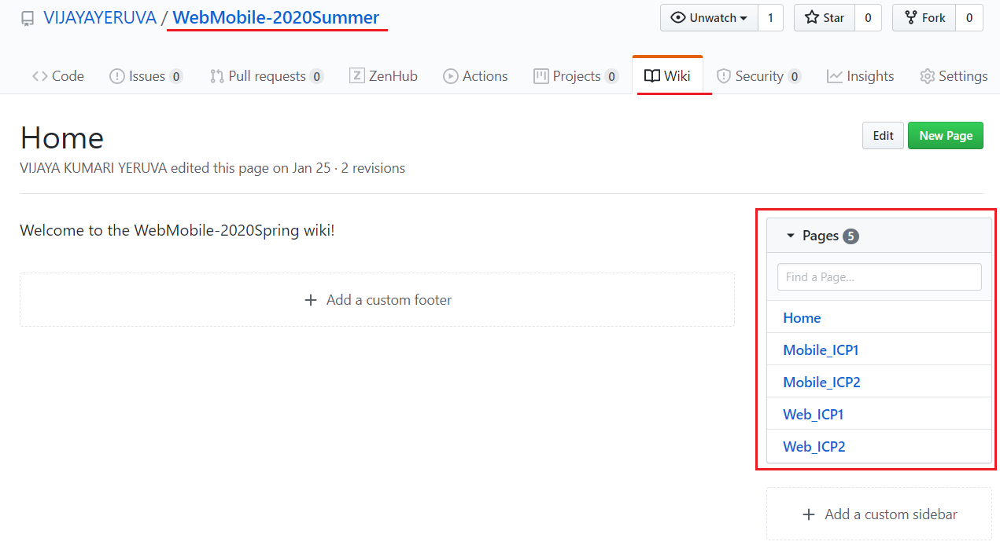 VIJAYAYERUVA / WebMobile-2020Summer
Unwatch 1 Star 0 Fork 0
Code Issues 0 Pull requests 0 ZenHub Actions Projects 0 Wiki Security 0 Insights Settings
Home
Edit New Page
VIJAYA KUMARI YERUVA edited this page on Jan 25 · 2 revisions
Welcome to the WebMobile-2020Spring wiki!
Add a custom footer
Pages 5
Find a Page...
Home
Mobile_ICP1
Mobile_ICP2
Web_ICP1
Web_ICP2
Add a custom sidebar